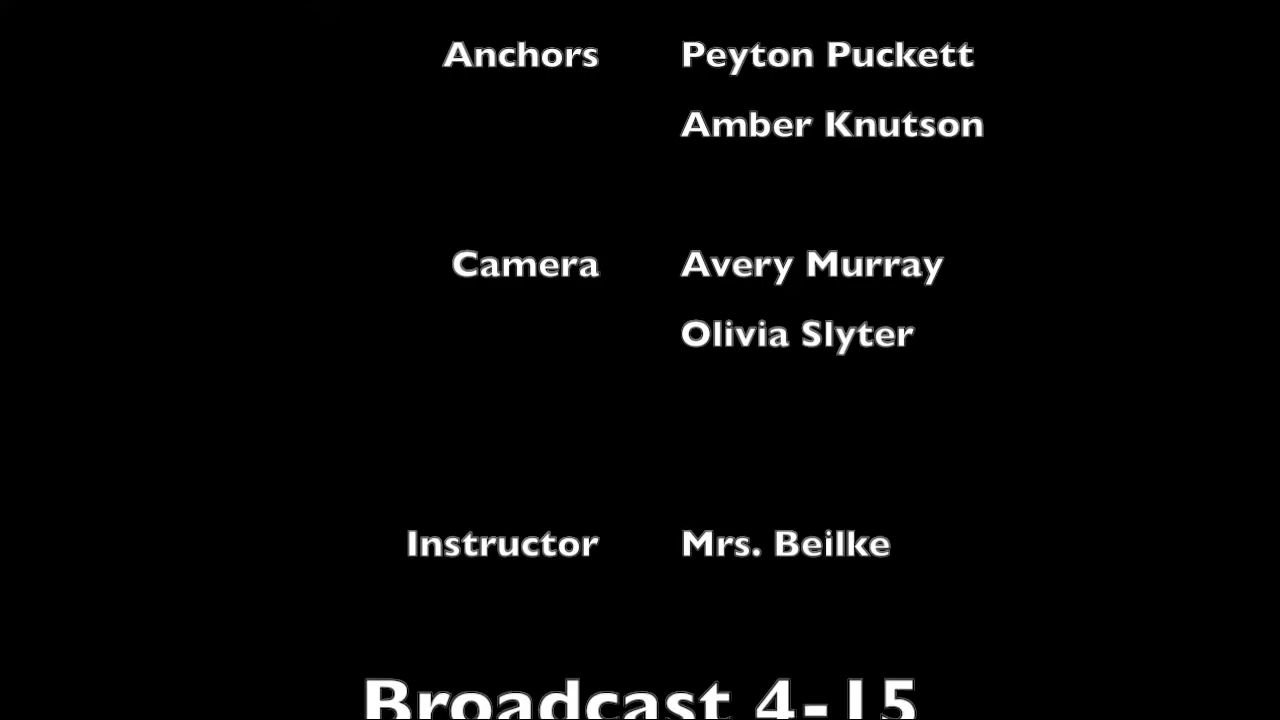 Anchors Peyton Puckett
Amber Knutson
Camera Avery Murray
Olivia Slyter
Instructor Mrs. Beilke
Broadcast 4-15